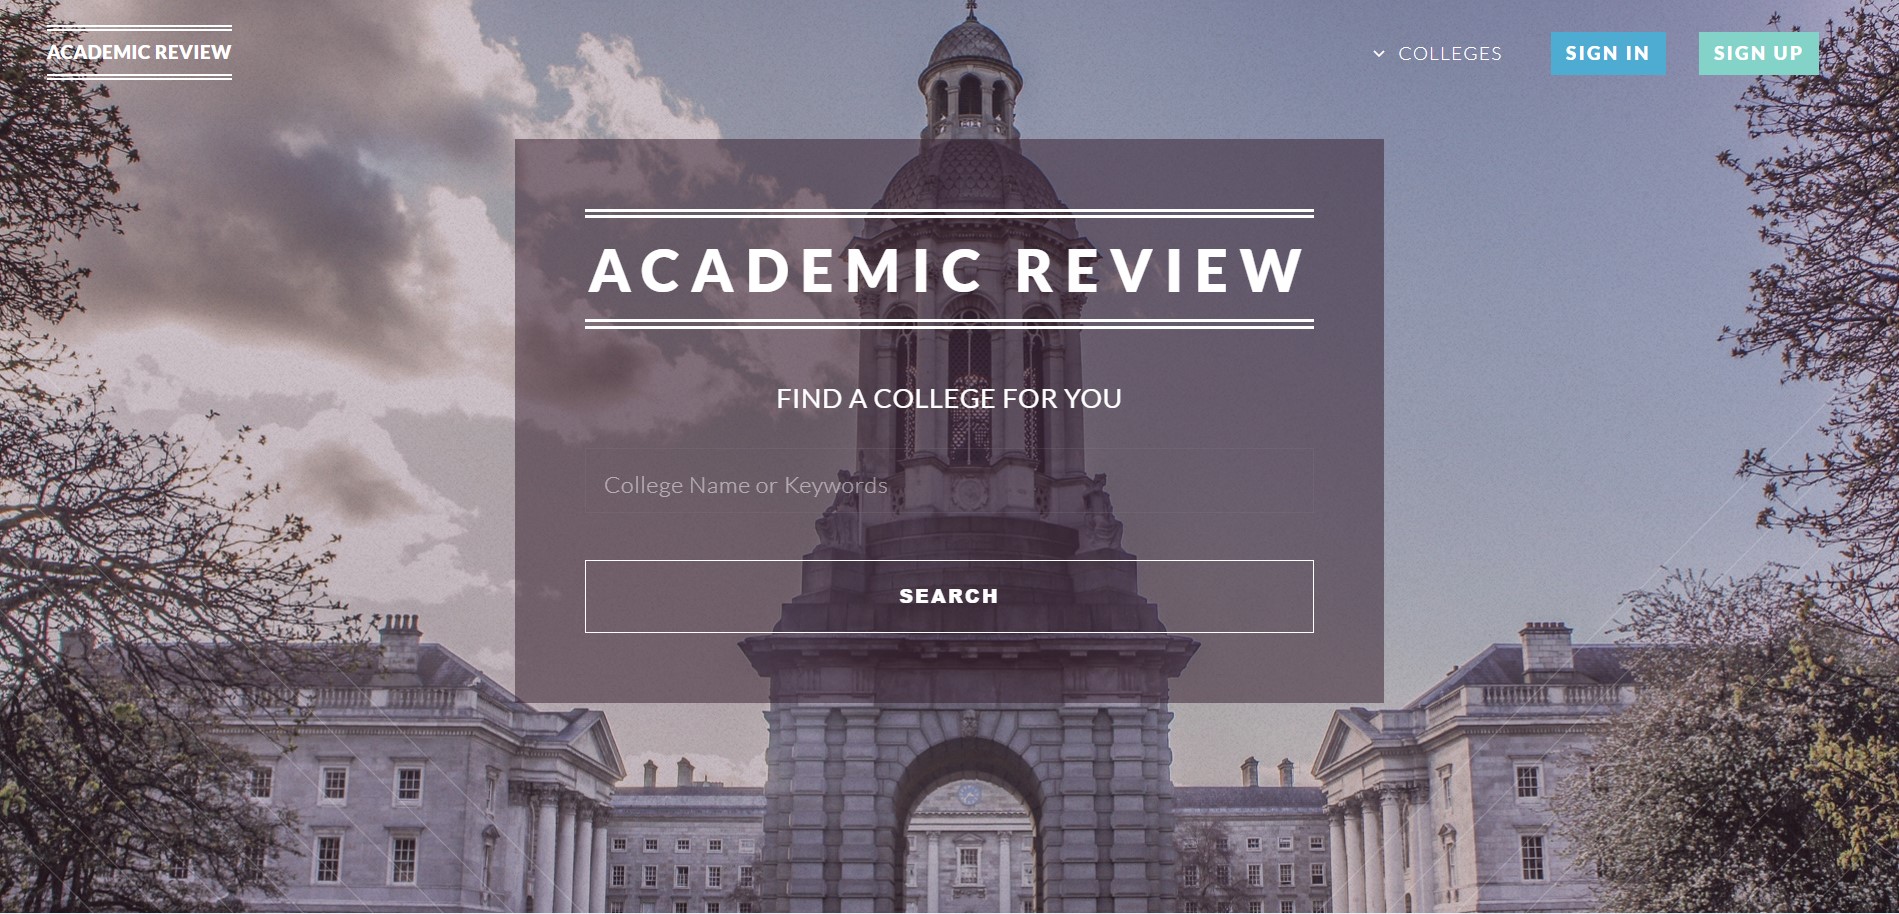 ACADEMIC REVIEW
COLLEGES
SIGN IN
SIGN UP
ACADEMIC REVIEW
FIND A COLLEGE FOR YOU
College Name or Keywords
SEARCH